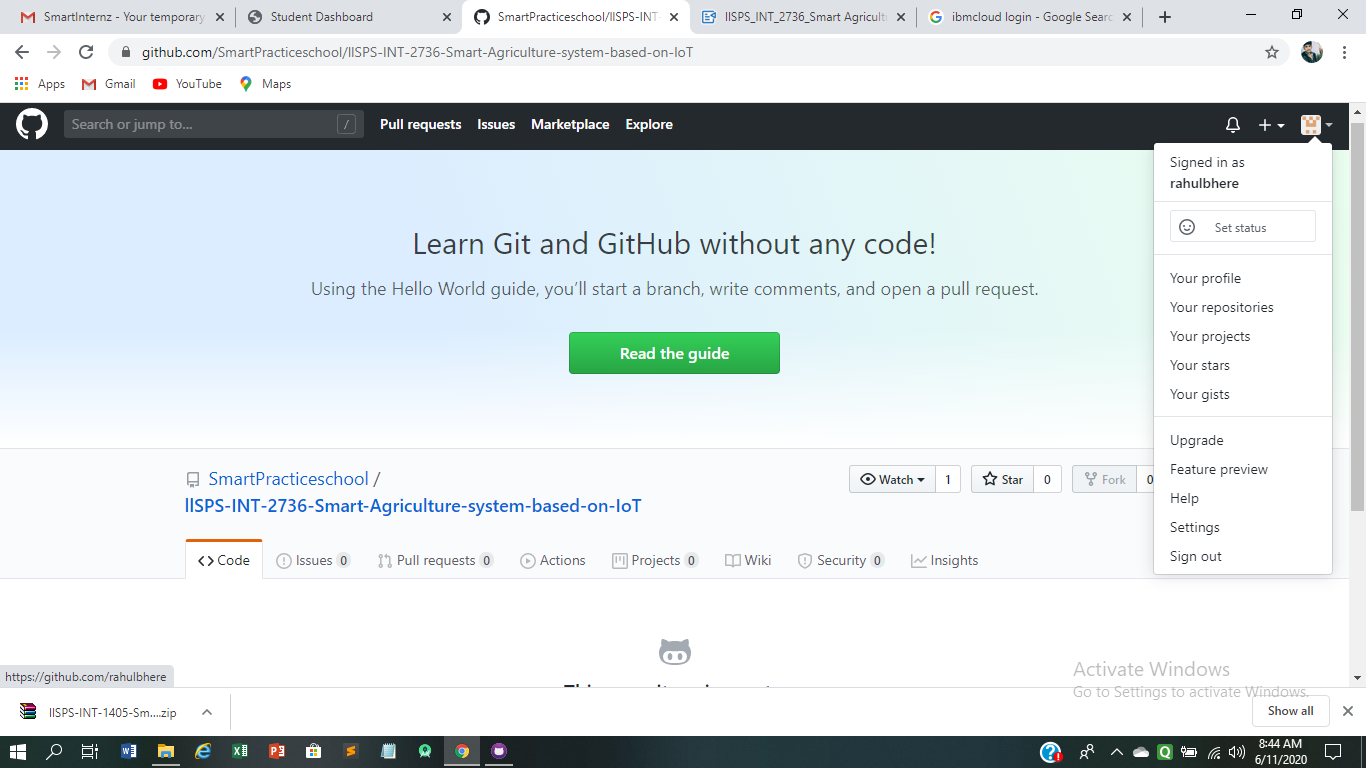 SmartInternz - Your temporary
Student Dashboard
SmartPracticeschool/llSPS-INT-
llSPS_INT_2736_Smart Agricult
ibmcloud login - Google Searc
github.com/SmartPracticeschool/llSPS-INT-2736-Smart-Agriculture-system-based-on-IoT
Apps
Gmail
YouTube
Maps
Search or jump to...
/
Pull requests
Issues
Marketplace
Explore
Signed in as
rahulbhere
Set status
Your profile
Your repositories
Your projects
Your stars
Your gists
Upgrade
Feature preview
Help
Settings
Sign out
Learn Git and GitHub without any code!
Using the Hello World guide, you’ll start a branch, write comments, and open a pull request.
Read the guide
SmartPracticeschool /
llSPS-INT-2736-Smart-Agriculture-system-based-on-IoT
Watch 1
Star 0
Fork 0
Code
Issues 0
Pull requests 0
Actions
Projects 0
Wiki
Security 0
Insights
https://github.com/rahulbhere
Activate Windows
Go to Settings to activate Windows.
llSPS-INT-1405-Sm....zip
Show all
8:44 AM
6/11/2020